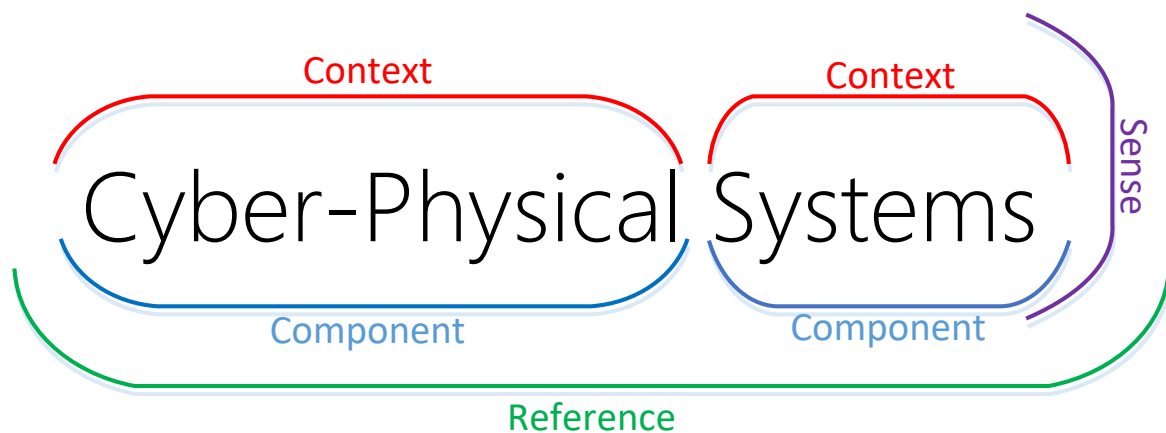 Context Context
Sense
Cyber-Physical Systems
Component Component
Reference